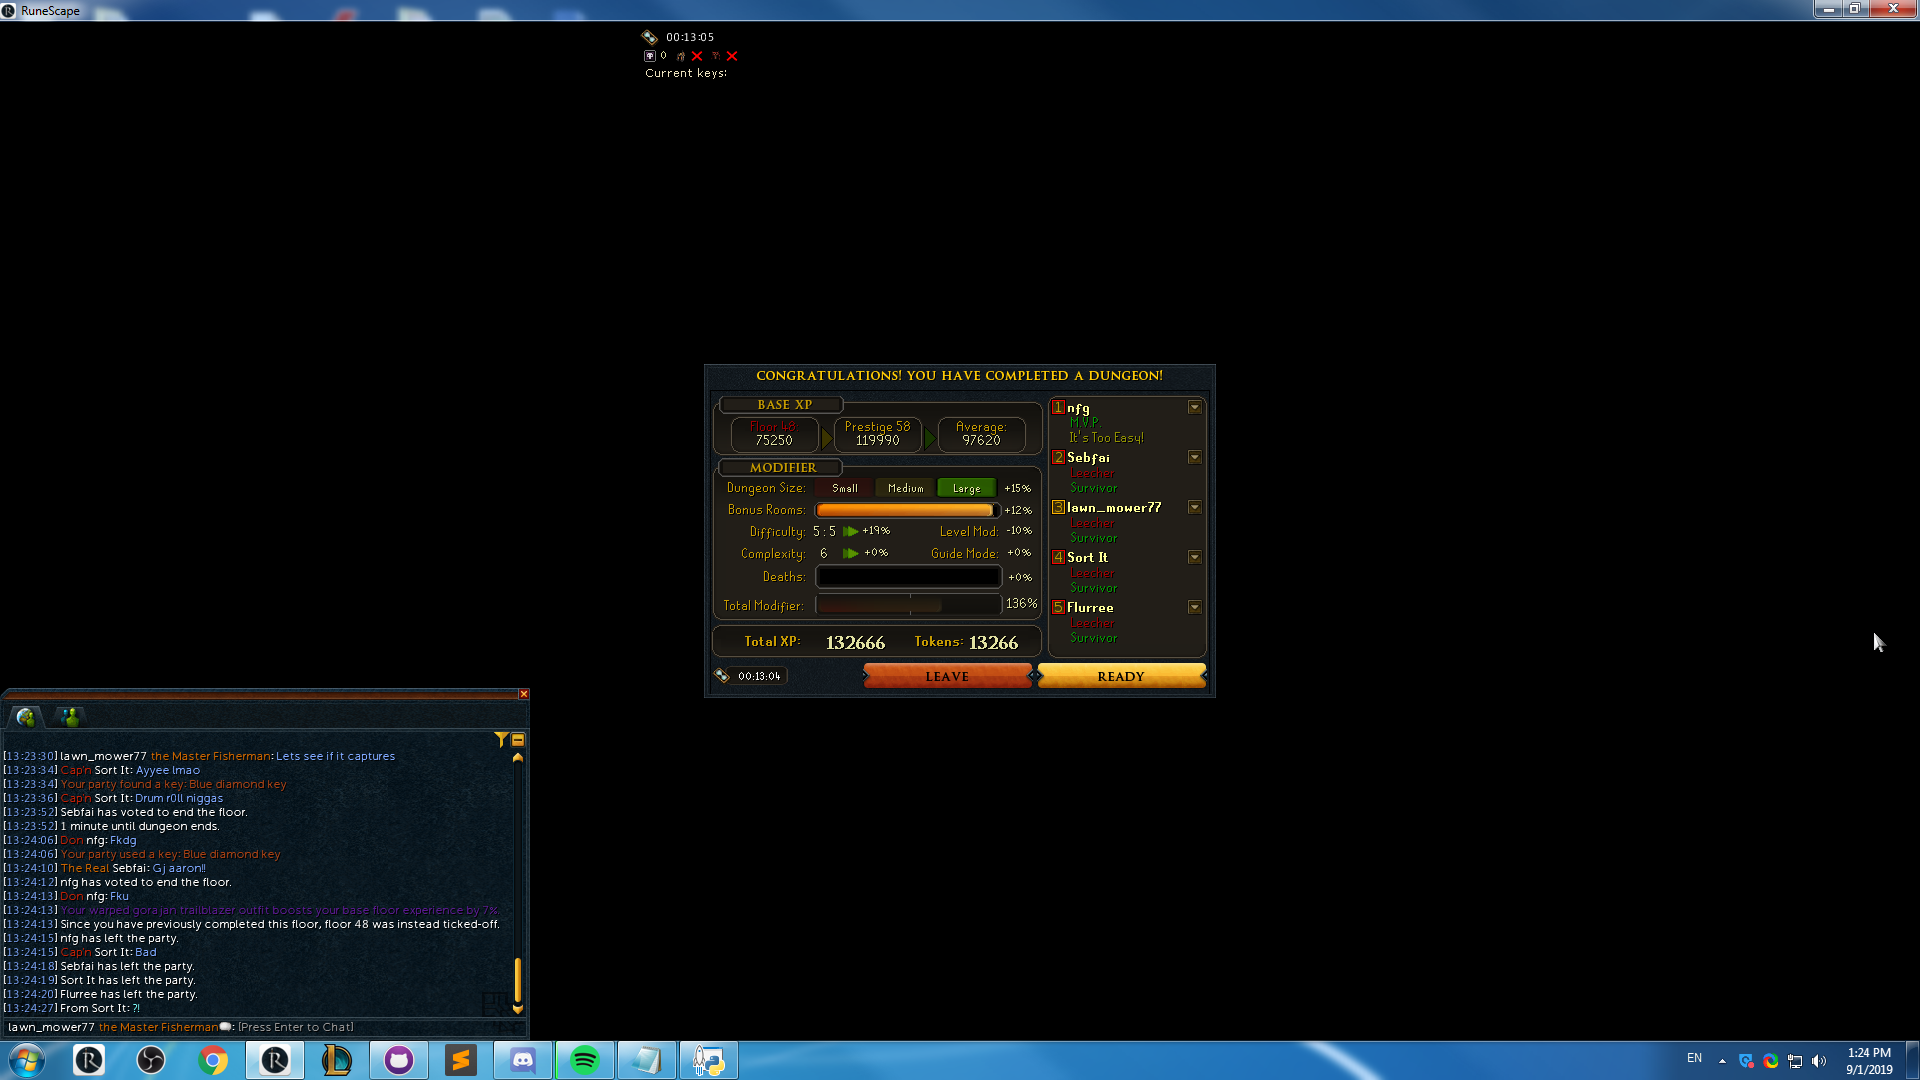 RuneScape
00:13:05
0
Current keys:
CONGRATULATIONS! YOU HAVE COMPLETED A DUNGEON!
BASE XP
Floor 48:
75250
Prestige 58
119990
Average:
97620
MODIFIER
Dungeon Size: Small Medium Large +15%
Bonus Rooms: +12%
Difficulty: 5 : 5 +19% Level Mod: -10%
Complexity: 6 +0% Guide Mode: +0%
Deaths: +0%
Total Modifier: 136%
Total XP: 132666 Tokens: 13266
00:13:04 LEAVE READY
1 nfg
M.V.P.
It's Too Easy!
2 Sebfai
Leecher
Survivor
3 lawn_mower77
Leecher
Survivor
4 Sort It
Leecher
Survivor
5 Flurree
Leecher
Survivor
[13:23:30] lawn_mower77 the Master Fisherman: Lets see if it captures
[13:23:34] Cap'n Sort It: Ayyee lmao
[13:23:34] Your party found a key: Blue diamond key
[13:23:36] Cap'n Sort It: Drum r0ll niggas
[13:23:52] Sebfai has voted to end the floor.
[13:23:52] 1 minute until dungeon ends.
[13:24:06] Don nfg: Fkdg
[13:24:06] Your party used a key: Blue diamond key
[13:24:10] The Real Sebfai: Gj aaron!!
[13:24:12] nfg has voted to end the floor.
[13:24:13] Don nfg: Fku
[13:24:13] Your warped gorajan trailblazer outfit boosts your base floor experience by 7%.
[13:24:13] Since you have previously completed this floor, floor 48 was instead ticked-off.
[13:24:15] nfg has left the party.
[13:24:15] Cap'n Sort It: Bad
[13:24:18] Sebfai has left the party.
[13:24:19] Sort It has left the party.
[13:24:20] Flurree has left the party.
[13:24:27] From Sort It: ?!
lawn_mower77 the Master Fisherman: [Press Enter to Chat]
EN
1:24 PM
9/1/2019